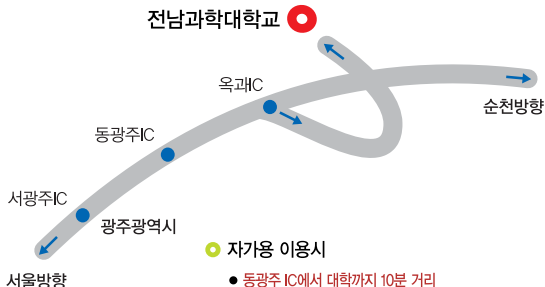 전남과학대학교
옥과IC
순천방향
동광주IC
서광주IC
광주광역시
자가용 이용시
서울방향
● 동광주 IC에서 대학까지 10분 거리